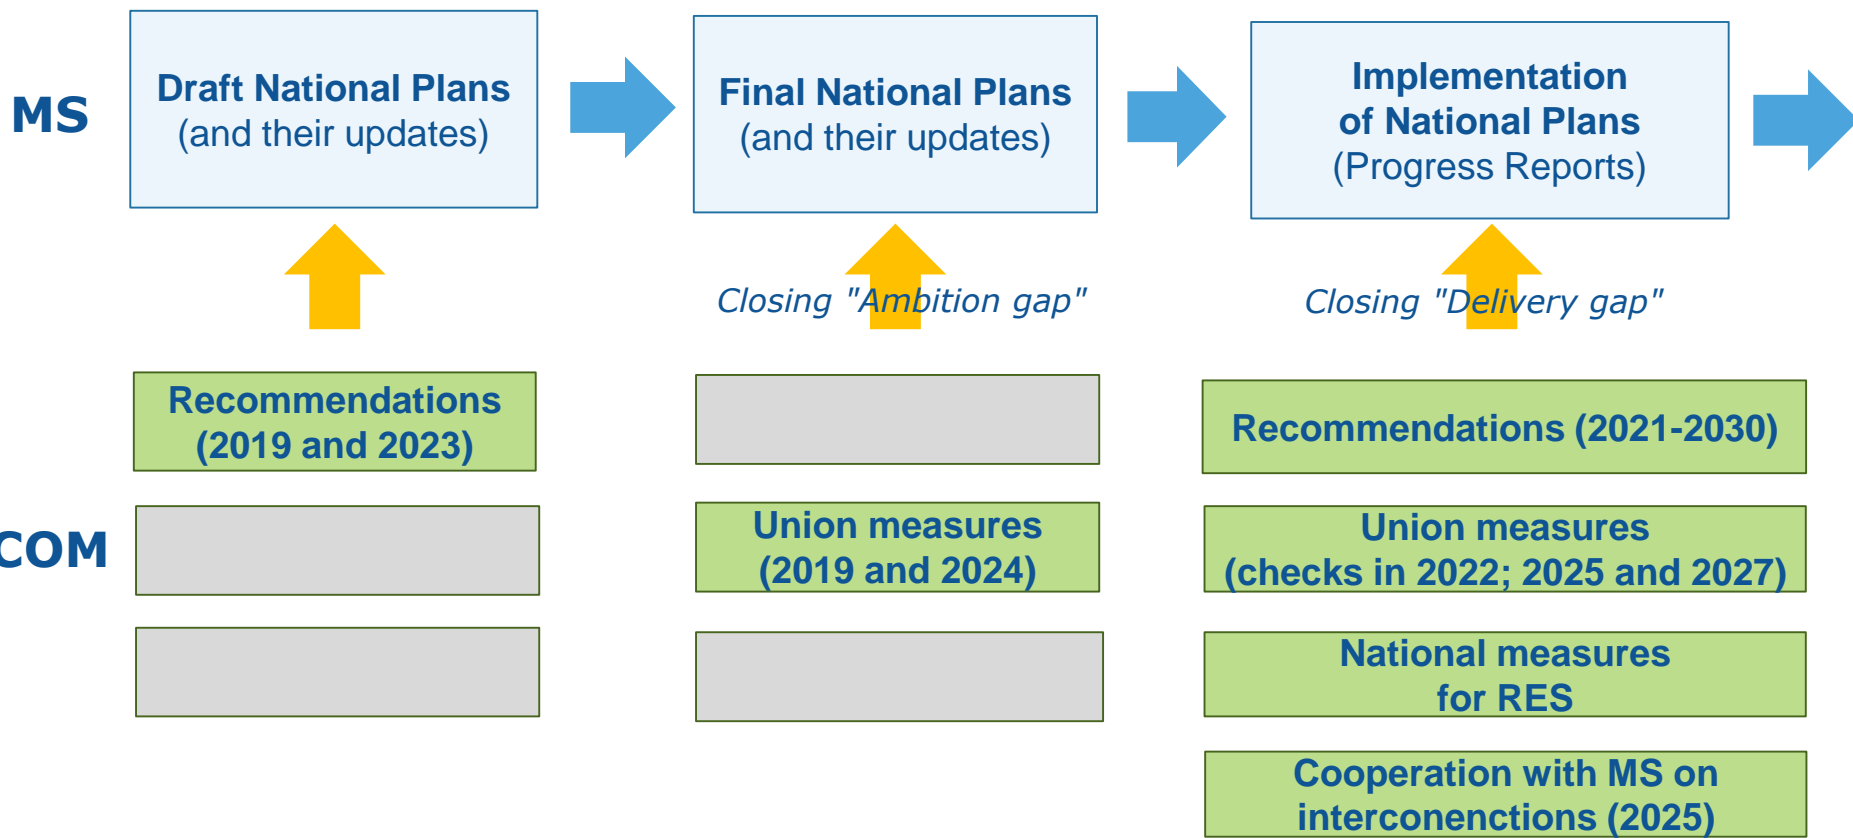 MS
Draft National Plans
(and their updates)
Final National Plans
(and their updates)
Implementation
of National Plans
(Progress Reports)
Closing "Ambition gap"
Closing "Delivery gap"
COM
Recommendations
(2019 and 2023)
Union measures
(2019 and 2024)
Recommendations (2021-2030)
Union measures
(checks in 2022; 2025 and 2027)
National measures
for RES
Cooperation with MS on
interconenctions (2025)